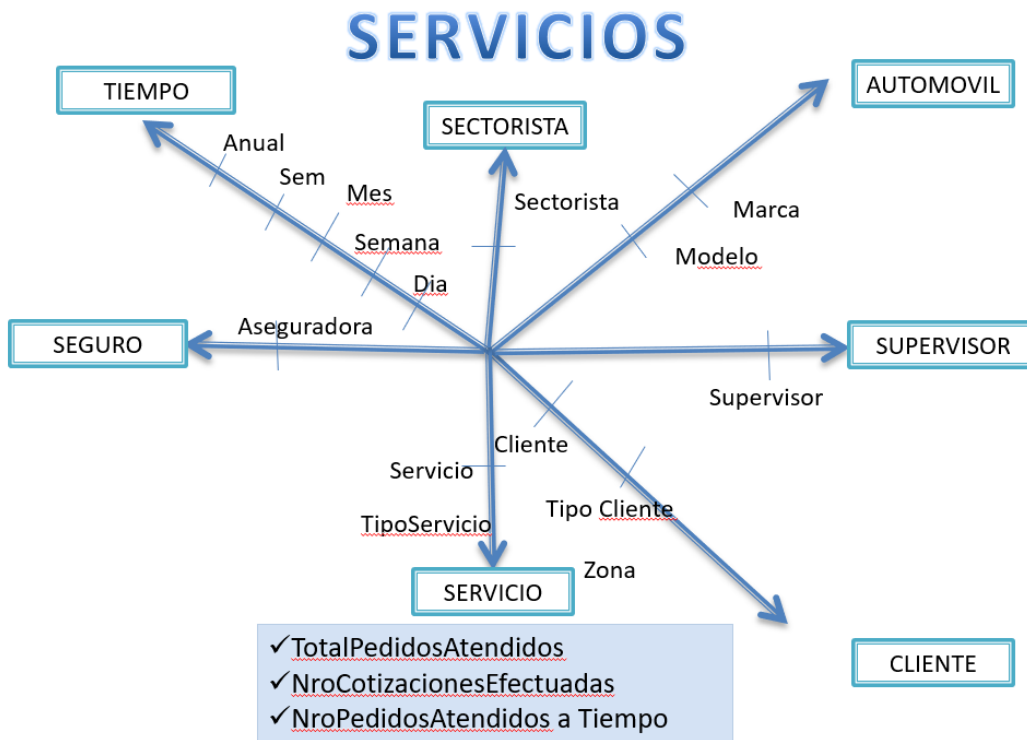 SERVICIOS
TIEMPO
AUTOMOVIL
SECTORISTA
Anual
Sem
Mes
Sectorista
Marca
Semana
Modelo
Dia
Aseguradora
SEGURO
SUPERVISOR
Supervisor
Cliente
Servicio
Tipo Cliente
TipoServicio
Zona
SERVICIO
CLIENTE
✓TotalPedidosAtendidos
✓NroCotizacionesEfectuadas
✓NroPedidosAtendidos a Tiempo